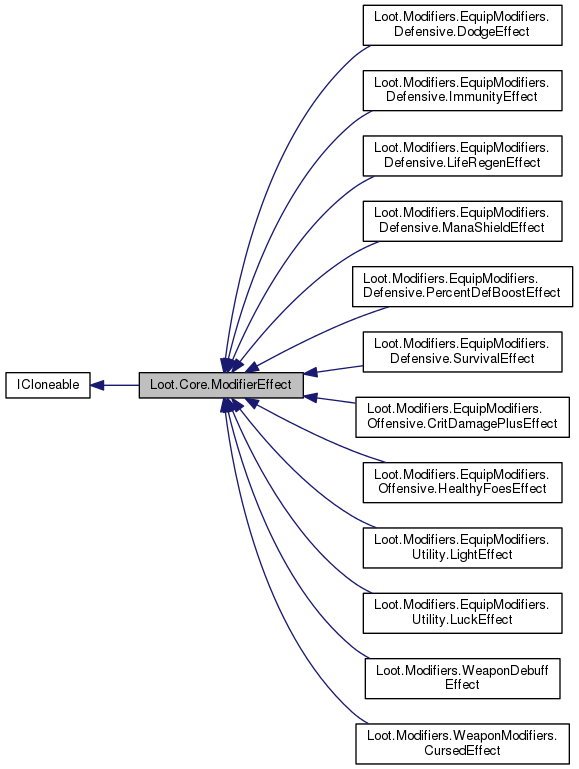 Loot.Modifiers.EquipModifiers.
Defensive.DodgeEffect
Loot.Modifiers.EquipModifiers.
Defensive.ImmunityEffect
Loot.Modifiers.EquipModifiers.
Defensive.LifeRegenEffect
Loot.Modifiers.EquipModifiers.
Defensive.ManaShieldEffect
Loot.Modifiers.EquipModifiers.
Defensive.PercentDefBoostEffect
Loot.Modifiers.EquipModifiers.
Defensive.SurvivalEffect
ICloneable
Loot.Core.ModifierEffect
Loot.Modifiers.EquipModifiers.
Offensive.CritDamagePlusEffect
Loot.Modifiers.EquipModifiers.
Offensive.HealthyFoesEffect
Loot.Modifiers.EquipModifiers.
Utility.LightEffect
Loot.Modifiers.EquipModifiers.
Utility.LuckEffect
Loot.Modifiers.WeaponDebuff
Effect
Loot.Modifiers.WeaponModifiers.
CursedEffect